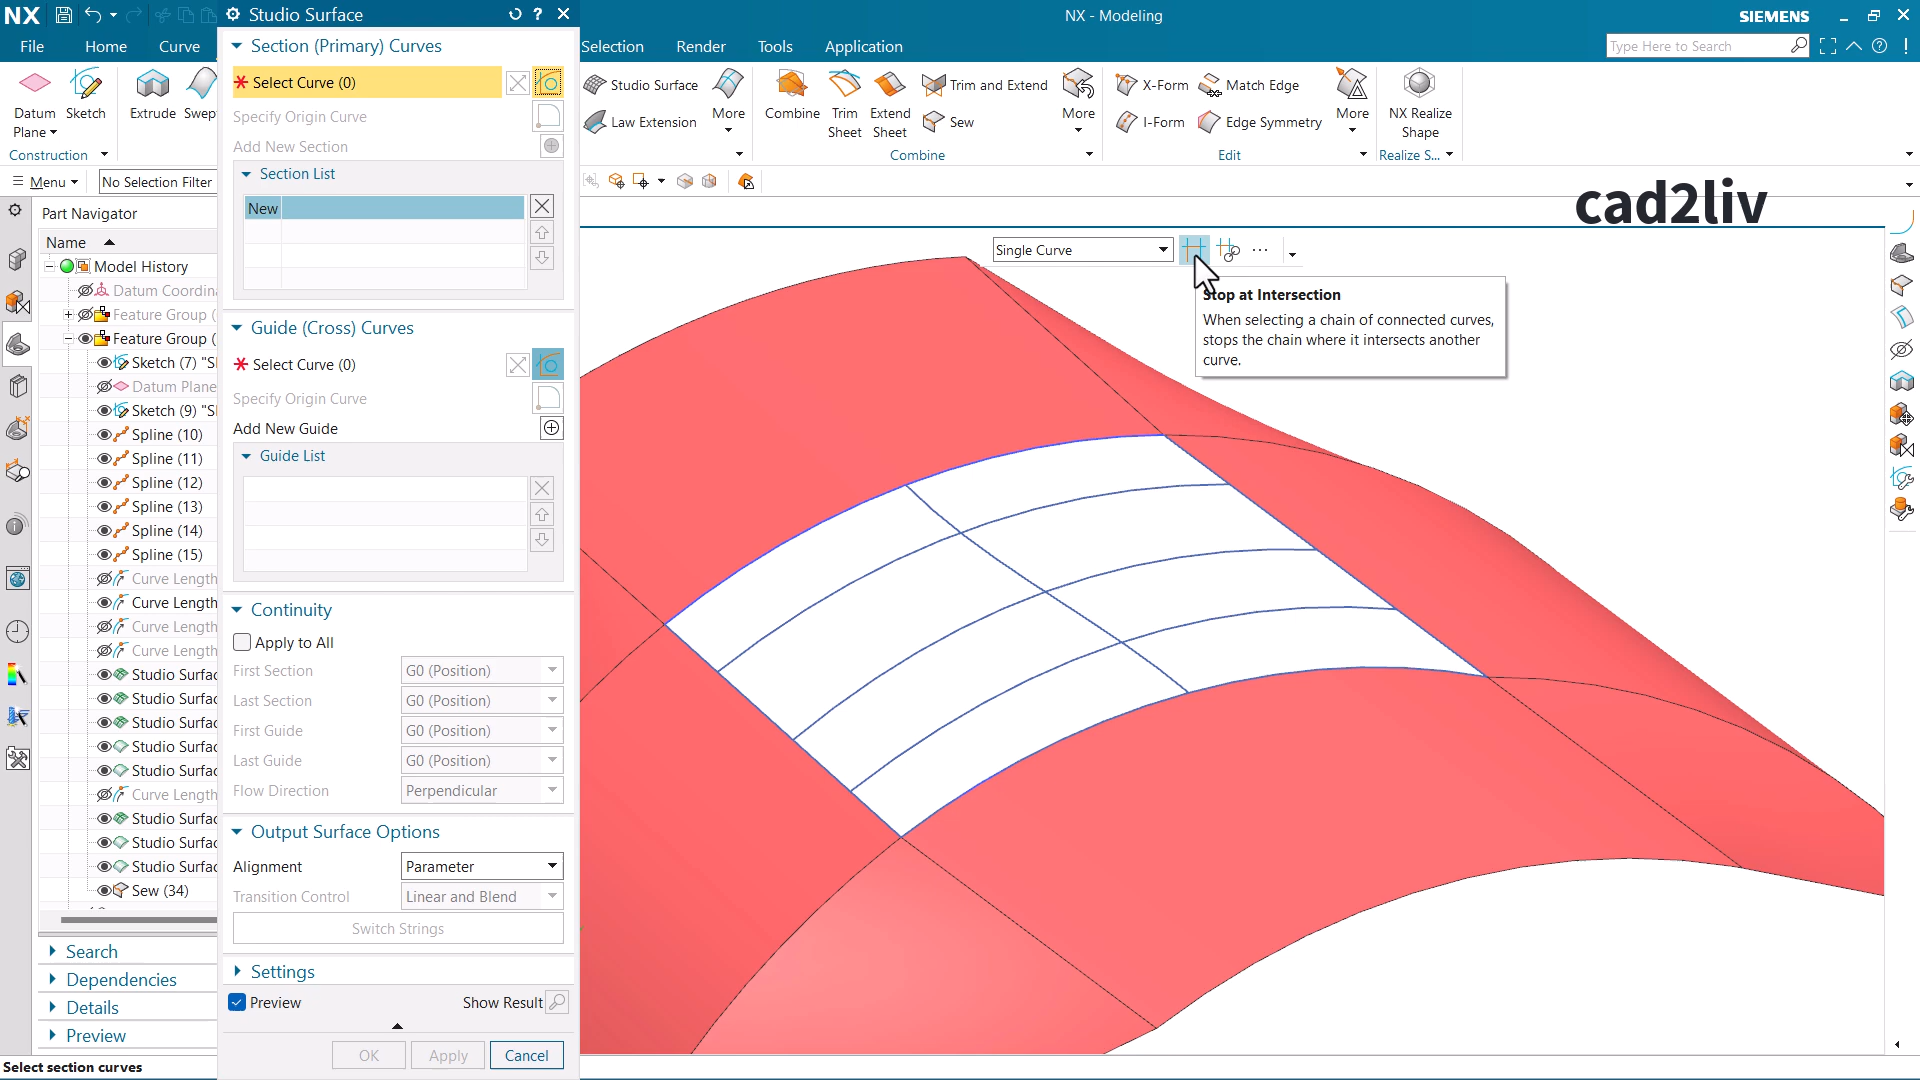 NX
Studio Surface
?
NX - Modeling
SIEMENS
File
Home
Curve
Selection
Render
Tools
Application
Type Here to Search
Section (Primary) Curves
* Select Curve (0)
Specify Origin Curve
Add New Section
Section List
New
Datum
Plane
Sketch
Extrude
Swep
Construction
Studio Surface
Law Extension
More
Combine
Trim
Sheet
Extend
Sheet
Trim and Extend
Sew
More
Combine
X-Form
I-Form
Match Edge
Edge Symmetry
More
Edit
NX Realize
Shape
Realize S...
Menu
No Selection Filter
cad2liv
Single Curve
Stop at Intersection
When selecting a chain of connected curves,
stops the chain where it intersects another
curve.
Part Navigator
Name
Model History
Datum Coordina
Feature Group (
Feature Group (
Sketch (7) "S
Datum Plane
Sketch (9) "S
Spline (10)
Spline (11)
Spline (12)
Spline (13)
Spline (14)
Spline (15)
Curve Length
Curve Length
Curve Length
Curve Length
Studio Surfac
Studio Surfac
Studio Surfac
Studio Surfac
Studio Surfac
Curve Length
Studio Surfac
Studio Surfac
Studio Surfac
Sew (34)
Search
Dependencies
Details
Preview
Guide (Cross) Curves
* Select Curve (0)
Specify Origin Curve
Add New Guide
Guide List
Continuity
Apply to All
First Section G0 (Position)
Last Section G0 (Position)
First Guide G0 (Position)
Last Guide G0 (Position)
Flow Direction Perpendicular
Output Surface Options
Alignment Parameter
Transition Control Linear and Blend
Switch Strings
Settings
Preview Show Result
OK Apply Cancel
Select section curves